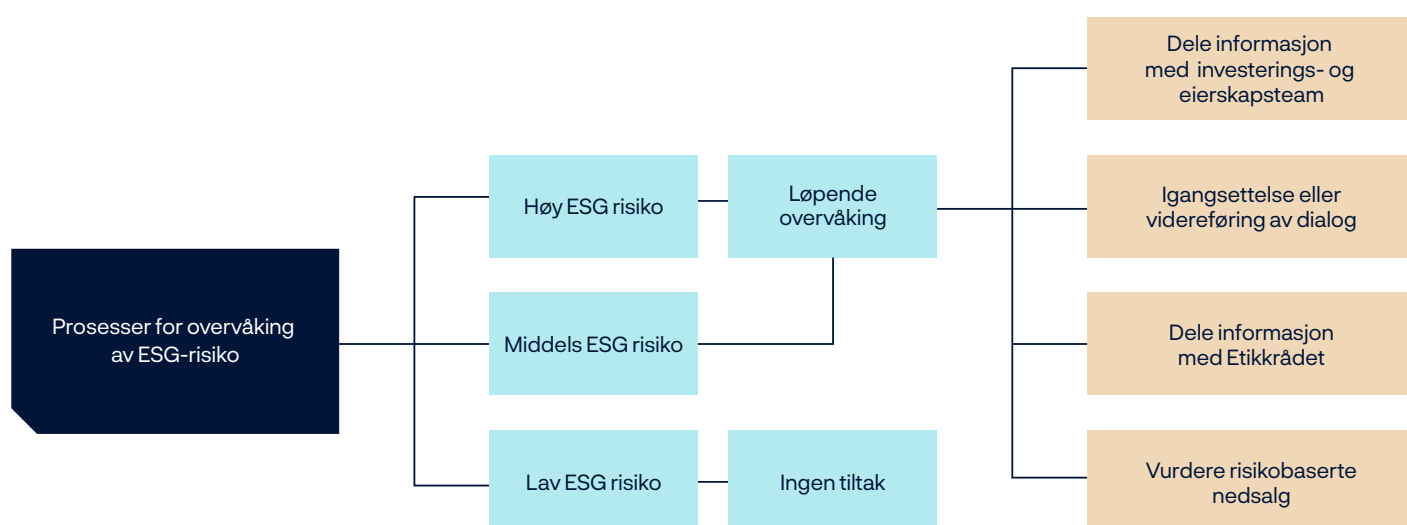 Prosesser for overvåking
av ESG-risiko
Høy ESG risiko
Middels ESG risiko
Lav ESG risiko
Løpende
overvåking
Ingen tiltak
Dele informasjon
med investerings- og
eierskapsteam
Igangsettelse eller
videreføring av dialog
Dele informasjon
med Etikkrådet
Vurdere risikobaserte
nedsalg